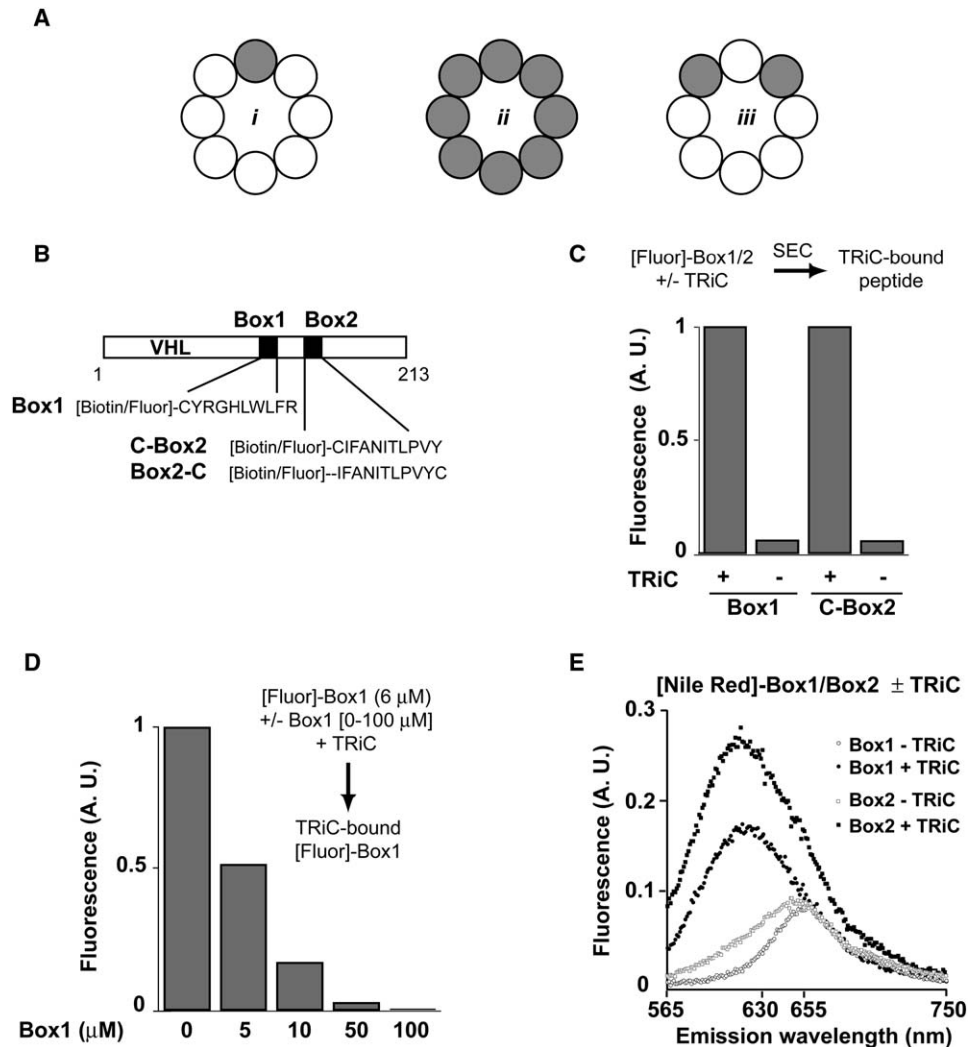 A
i
ii
iii
B
Box1 Box2
VHL
1 213
Box1 [Biotin/Fluor]-CYRGHLWLFR
C-Box2 [Biotin/Fluor]-CIFANITLPVY
Box2-C [Biotin/Fluor]--IFANITLPVYC
C
[Fluor]-Box1/2
+/- TRiC
SEC
TRiC-bound
peptide
Fluorescence (A. U.)
1
0.5
0
TRiC + - + -
Box1 C-Box2
D
[Fluor]-Box1 (6 μM)
+/- Box1 [0-100 μM]
+ TRiC
TRiC-bound
[Fluor]-Box1
Fluorescence (A. U.)
1
0.5
0
Box1 (μM) 0 5 10 50 100
E
[Nile Red]-Box1/Box2 ± TRiC
Fluorescence (A. U.)
0.3
0.2
0.1
0
Box1 - TRiC
Box1 + TRiC
Box2 - TRiC
Box2 + TRiC
565 630 655 750
Emission wavelength (nm)